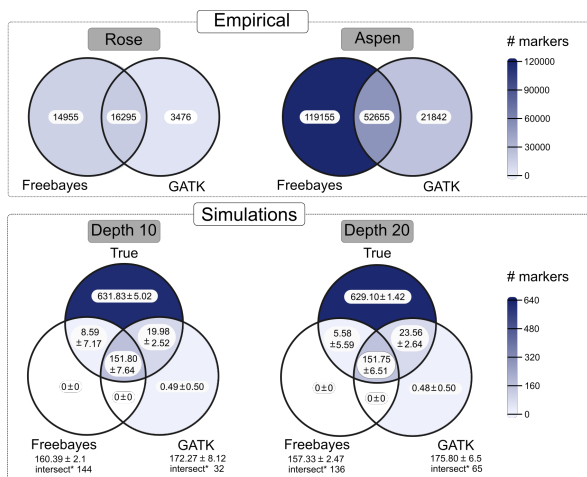 Empirical
Rose
Aspen
# markers
14955
16295
3476
Freebayes
GATK
119155
52655
21842
Freebayes
GATK
120000
90000
60000
30000
0
Simulations
Depth 10
Depth 20
True
True
# markers
631.83±5.02
8.59
±7.17
19.98
±2.52
151.80
±7.64
0±0
0±0
0.49±0.50
Freebayes
160.39 ± 2.1
intersect* 144
GATK
172.27 ± 8.12
intersect* 32
629.10± 1.42
5.58
±5.59
23.56
± 2.64
151.75
±6.51
0±0
0±0
0.48±0.50
Freebayes
157.33 ± 2.47
intersect* 136
GATK
175.80 ± 6.5
intersect* 65
640
480
320
160
0